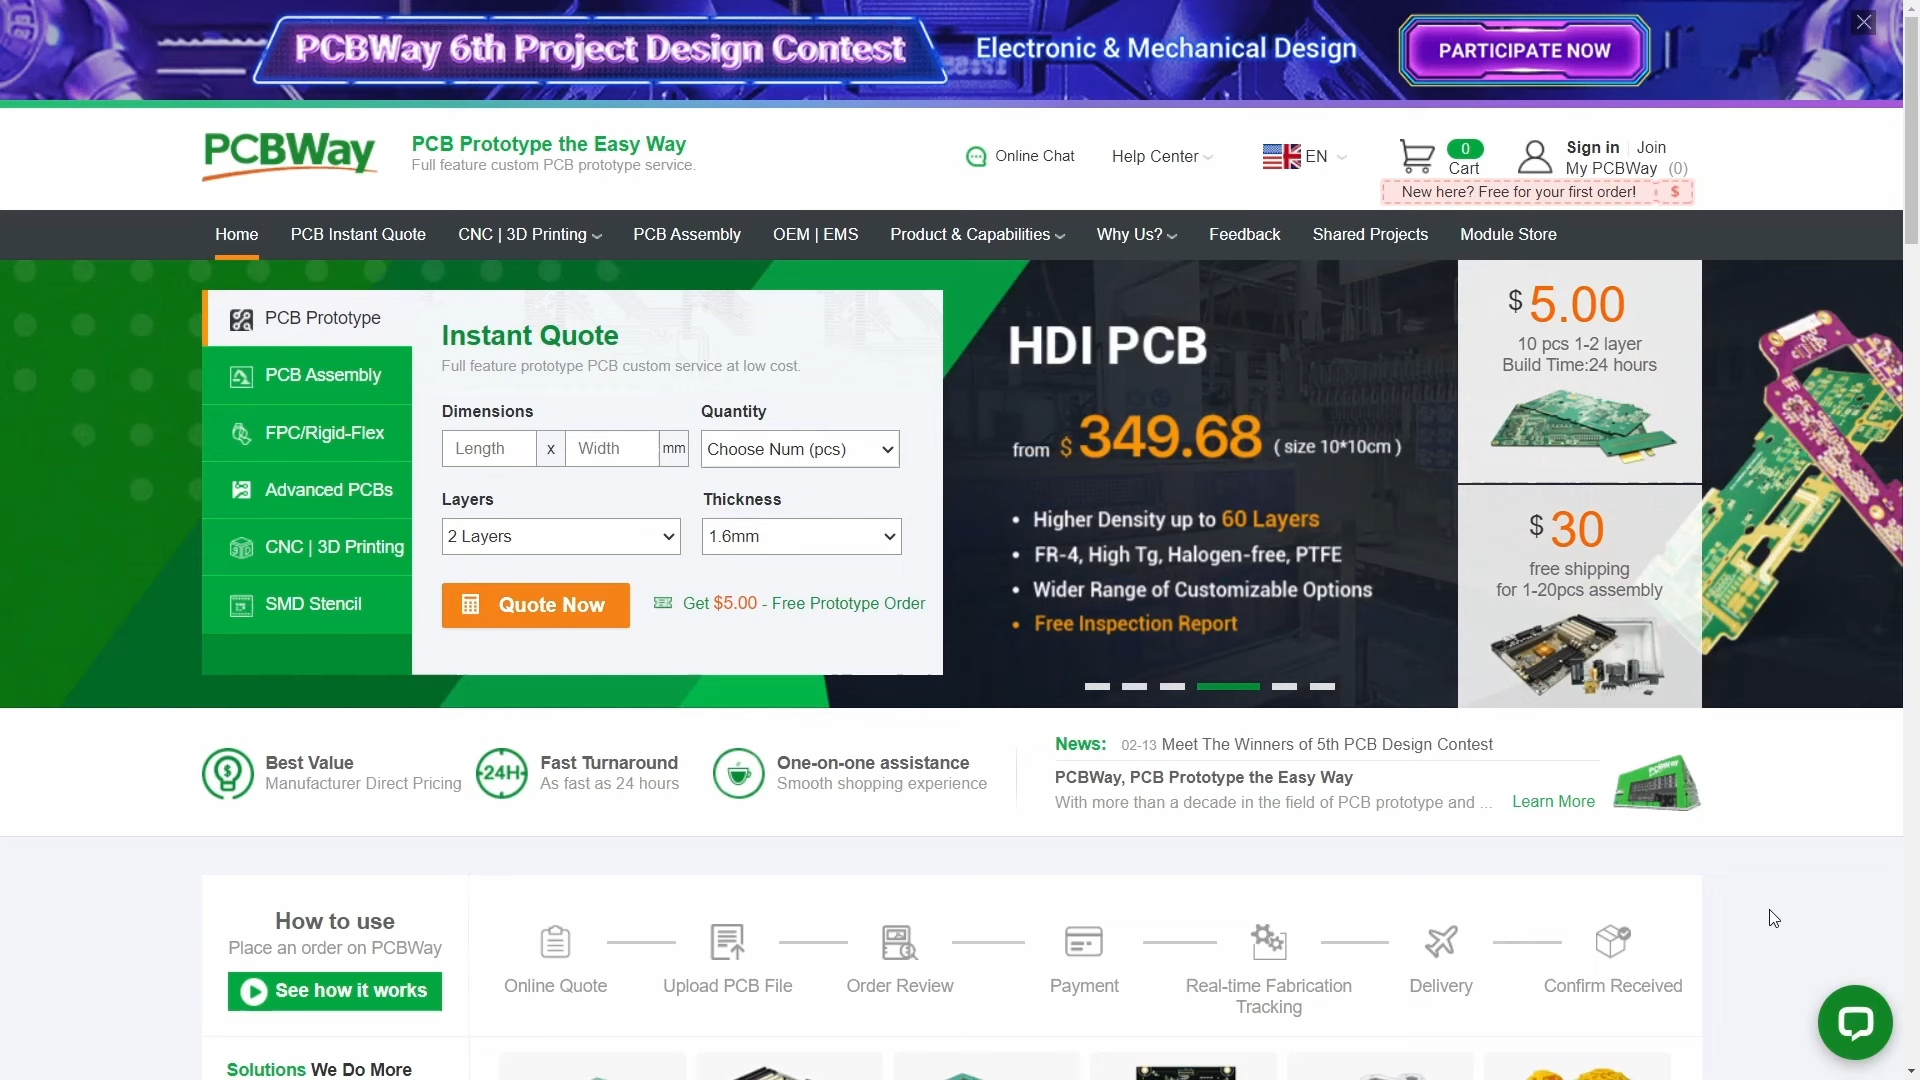 PCBWay 6th Project Design Contest
Electronic & Mechanical Design
PARTICIPATE NOW
PCBWay
PCB Prototype the Easy Way
Full feature custom PCB prototype service.
Online Chat
Help Center
EN
0
Cart
Sign in
Join
My PCBWay (0)
New here? Free for your first order! $
Home
PCB Instant Quote
CNC | 3D Printing
PCB Assembly
OEM | EMS
Product & Capabilities
Why Us?
Feedback
Shared Projects
Module Store
PCB Prototype
PCB Assembly
FPC/Rigid-Flex
Advanced PCBs
CNC | 3D Printing
SMD Stencil
Instant Quote
Full feature prototype PCB custom service at low cost.
Dimensions
Quantity
Length x Width mm
Choose Num (pcs)
Layers
Thickness
2 Layers
1.6mm
Quote Now
Get $5.00 - Free Prototype Order
HDI PCB
from $ 349.68 ( size 10*10cm )
• Higher Density up to 60 Layers
• FR-4, High Tg, Halogen-free, PTFE
• Wider Range of Customizable Options
• Free Inspection Report
$ 5.00
10 pcs 1-2 layer
Build Time:24 hours
$ 30
free shipping
for 1-20pcs assembly
Best Value
Manufacturer Direct Pricing
24H
Fast Turnaround
As fast as 24 hours
One-on-one assistance
Smooth shopping experience
News: 02-13 Meet The Winners of 5th PCB Design Contest
PCBWay, PCB Prototype the Easy Way
With more than a decade in the field of PCB prototype and ... Learn More
PCBWay
How to use
Place an order on PCBWay
See how it works
Online Quote
Upload PCB File
Order Review
Payment
Real-time Fabrication
Tracking
Delivery
Confirm Received
Solutions We Do More